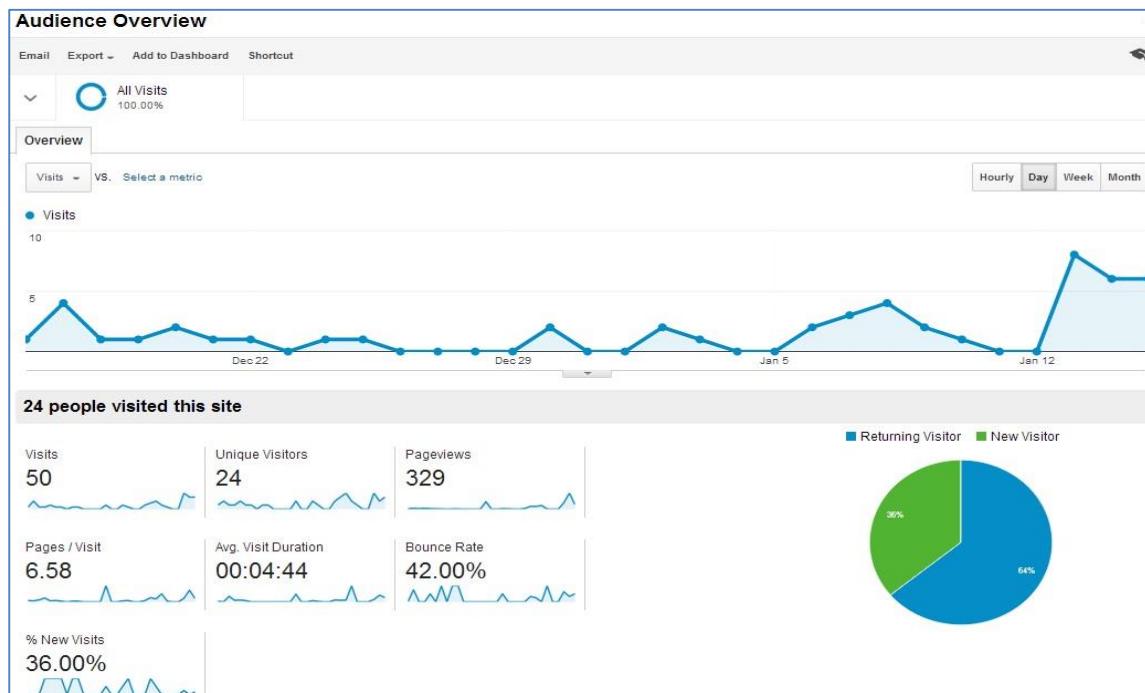 Audience Overview
Email Export Add to Dashboard Shortcut
All Visits
100.00%
Overview
Visits VS. Select a metric
Hourly Day Week Month
Visits
10
5
Dec 22 Dec 29 Jan 5 Jan 12
24 people visited this site
Returning Visitor New Visitor
Visits Unique Visitors Pageviews
50 24 329
36%
64%
Pages / Visit Avg. Visit Duration Bounce Rate
6.58 00:04:44 42.00%
% New Visits
36.00%